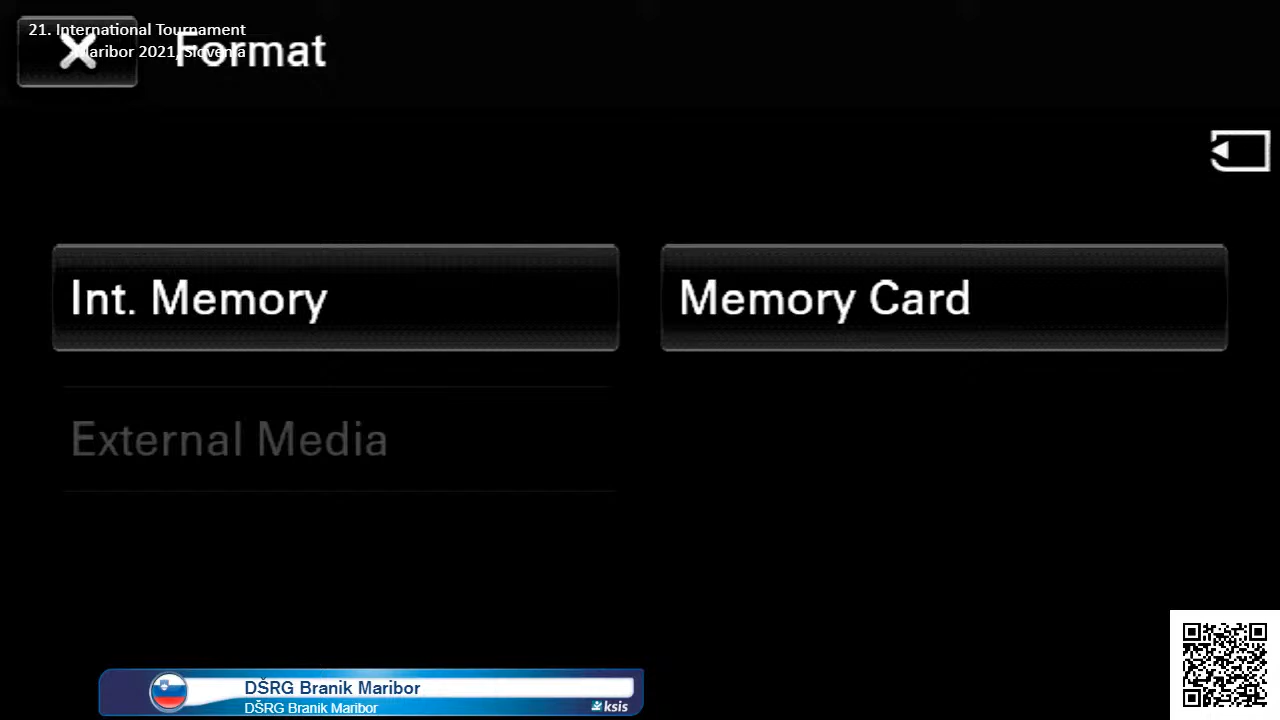 21. International Tournament
Maribor 2021, Slovenia
Format
Int. Memory
Memory Card
External Media
DŠRG Branik Maribor
DŠRG Branik Maribor
ksis